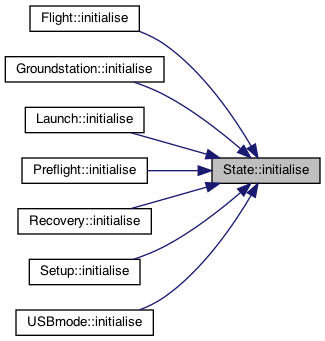 Flight::initialise
Groundstation::initialise
Launch::initialise
Preflight::initialise
State::initialise
Recovery::initialise
Setup::initialise
USBmode::initialise